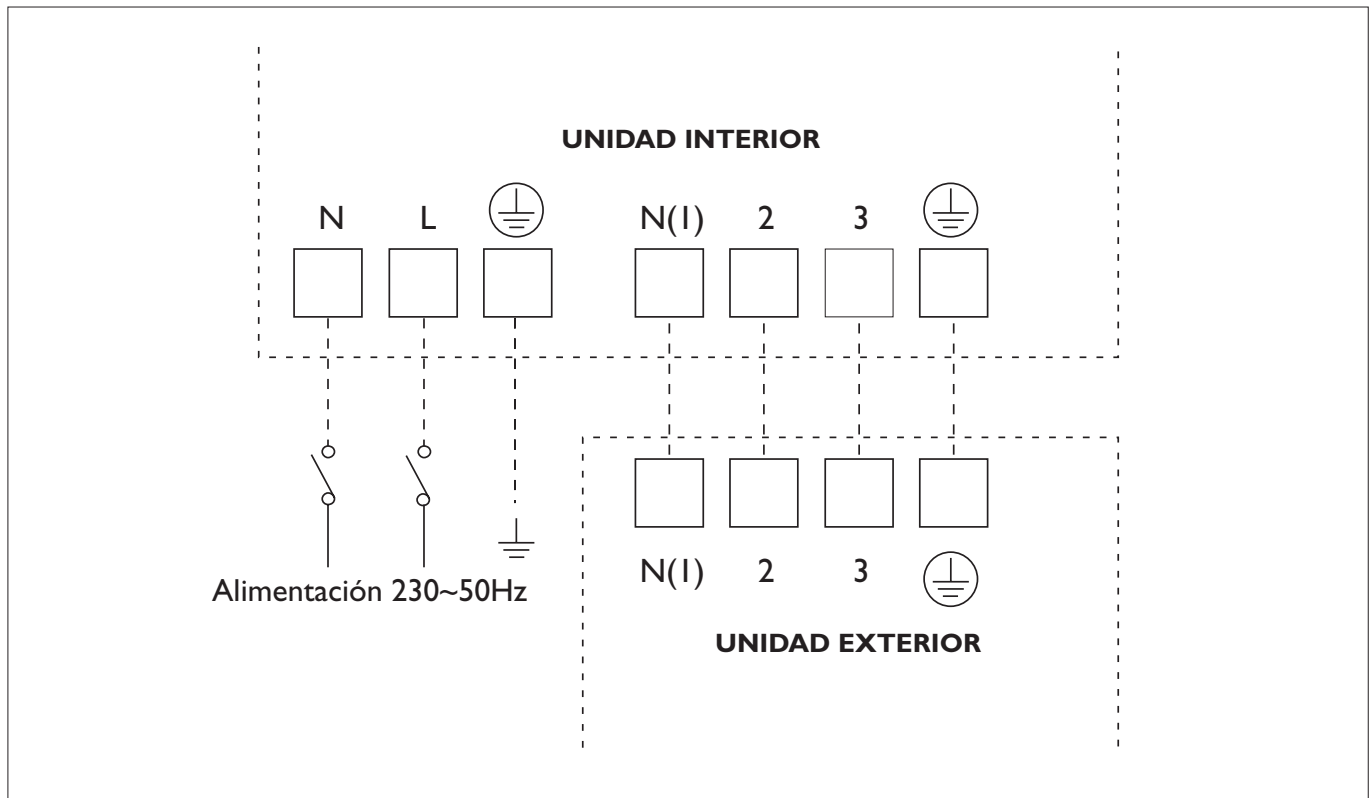 UNIDAD INTERIOR
N L N(1) 2 3
Alimentación 230~50Hz
N(1) 2 3
UNIDAD EXTERIOR